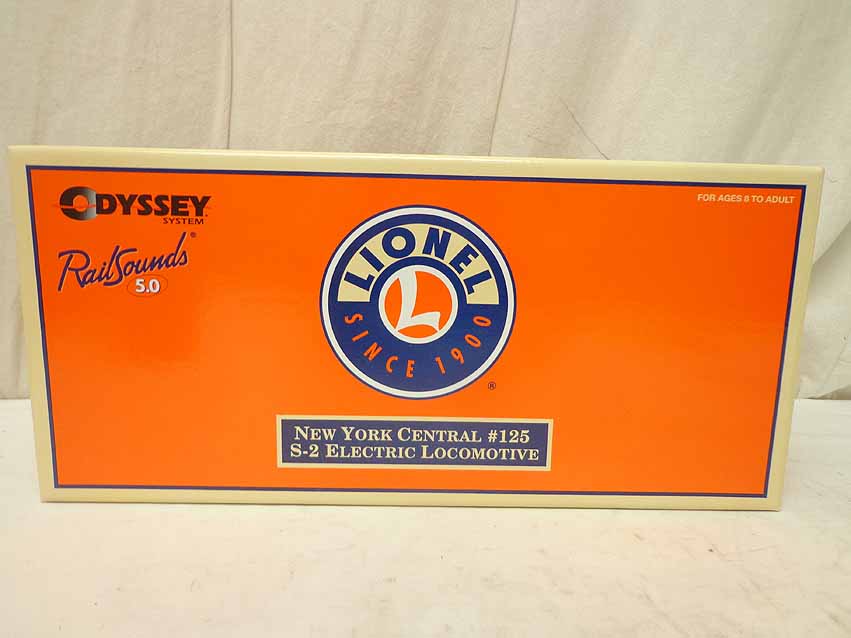 ODYSSEY
SYSTEM™
RailSounds®
5.0
FOR AGES 8 TO ADULT
LIONEL
L
SINCE 1900
®
NEW YORK CENTRAL #125
S-2 ELECTRIC LOCOMOTIVE